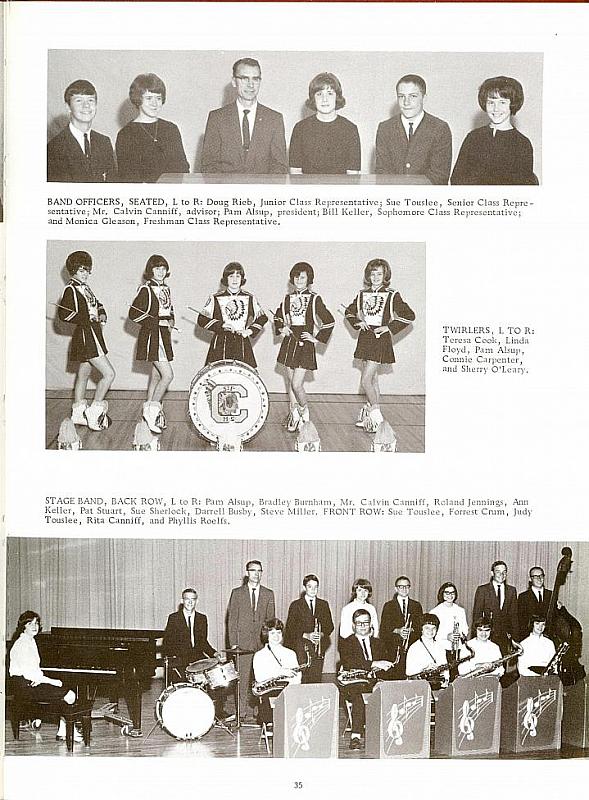 BAND OFFICERS, SEATED, L to R: Doug Rieb, Junior Class Representative; Sue Touslee, Senior Class Repre-
sentative; Mr. Calvin Canniff, advisor; Pam Alsup, president; Bill Keller, Sophomore Class Representative;
and Monica Gleason, Freshman Class Representative.
C
TWIRLERS, L TO R:
Teresa Cook, Linda
Floyd, Pam Alsup,
Connie Carpenter,
and Sherry O'Leary.
STAGE BAND, BACK ROW, L to R: Pam Alsup, Bradley Burnham, Mr. Calvin Canniff, Roland Jennings, Ann
Keller, Pat Stuart, Sue Sherlock, Darrell Busby, Steve Miller. FRONT ROW: Sue Touslee, Forrest Crum, Judy
Touslee, Rita Canniff, and Phyllis Roelfs.
35